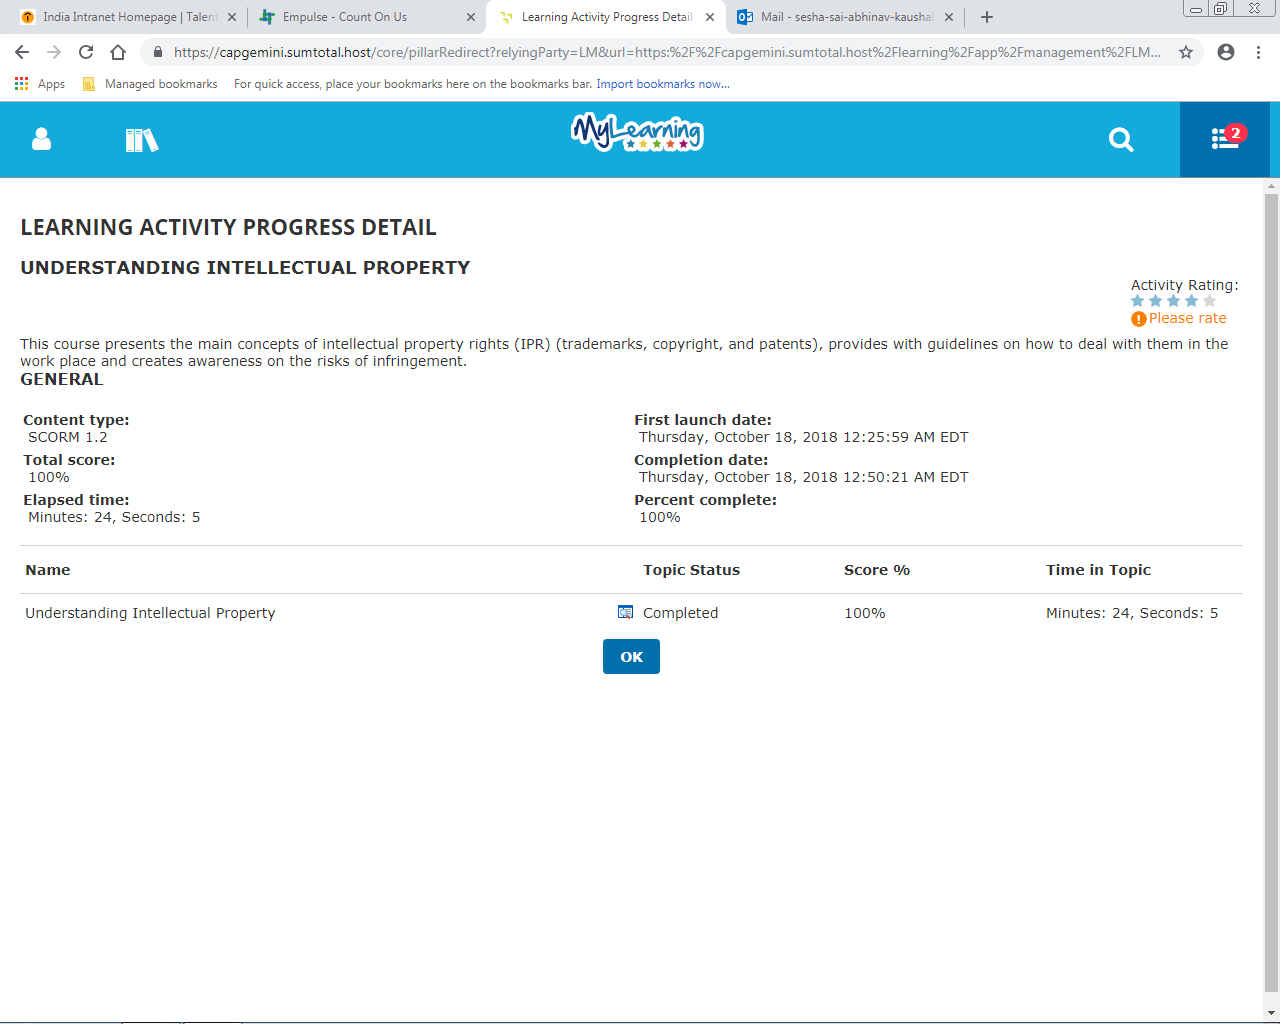 India Intranet Homepage | Talent
Empulse - Count On Us
Learning Activity Progress Detail
Mail - sesha-sai-abhinav-kaushal
https://capgemini.sumtotal.host/core/pillarRedirect?relyingParty=LM&url=https:%2F%2Fcapgemini.sumtotal.host%2Flearning%2Fapp%2Fmanagement%2FLM...
Apps
Managed bookmarks
For quick access, place your bookmarks here on the bookmarks bar. Import bookmarks now...
MyLearning
2
LEARNING ACTIVITY PROGRESS DETAIL
UNDERSTANDING INTELLECTUAL PROPERTY
Activity Rating:
Please rate
This course presents the main concepts of intellectual property rights (IPR) (trademarks, copyright, and patents), provides with guidelines on how to deal with them in the
work place and creates awareness on the risks of infringement.
GENERAL
Content type:
SCORM 1.2
Total score:
100%
Elapsed time:
Minutes: 24, Seconds: 5
First launch date:
Thursday, October 18, 2018 12:25:59 AM EDT
Completion date:
Thursday, October 18, 2018 12:50:21 AM EDT
Percent complete:
100%
Name Topic Status Score % Time in Topic
Understanding Intellectual Property Completed 100% Minutes: 24, Seconds: 5
OK